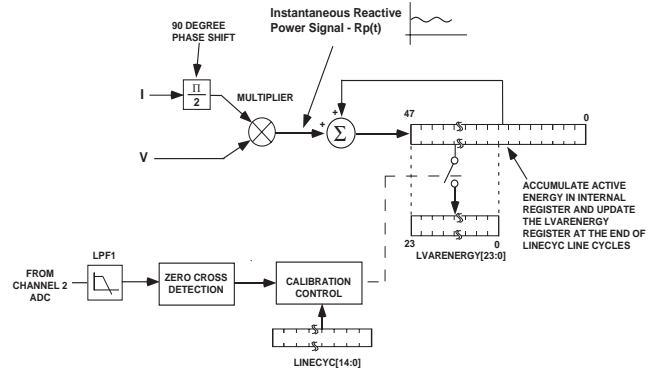 Instantaneous Reactive
Power Signal - Rp(t)
90 DEGREE
PHASE SHIFT
I
Π
2
MULTIPLIER
V
+
+
Σ
47
0
ACCUMULATE ACTIVE
ENERGY IN INTERNAL
REGISTER AND UPDATE
THE LVARENERGY
REGISTER AT THE END OF
LINECYC LINE CYCLES
23
0
LVARENERGY[23:0]
FROM
CHANNEL 2
ADC
LPF1
ZERO CROSS
DETECTION
CALIBRATION
CONTROL
LINECYC[14:0]